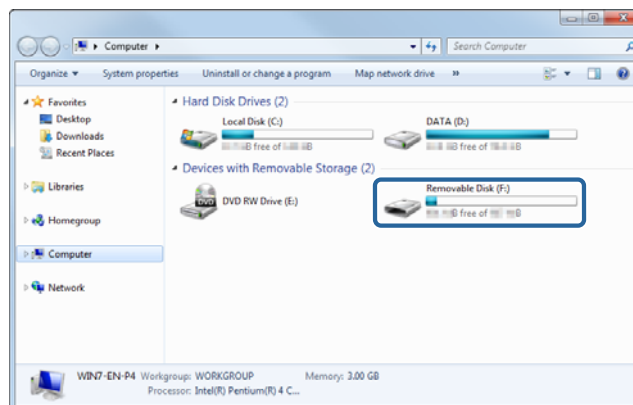 Computer
Search Computer
Organize
System properties
Uninstall or change a program
Map network drive
»
Favorites
Desktop
Downloads
Recent Places
Libraries
Homegroup
Computer
Network
Hard Disk Drives (2)
Local Disk (C:)
B free of B
DATA (D:)
B free of B
Devices with Removable Storage (2)
DVD
DVD RW Drive (E:)
Removable Disk (F:)
B free of B
WIN7-EN-P4 Workgroup: WORKGROUP Memory: 3.00 GB
Processor: Intel(R) Pentium(R) 4 C...